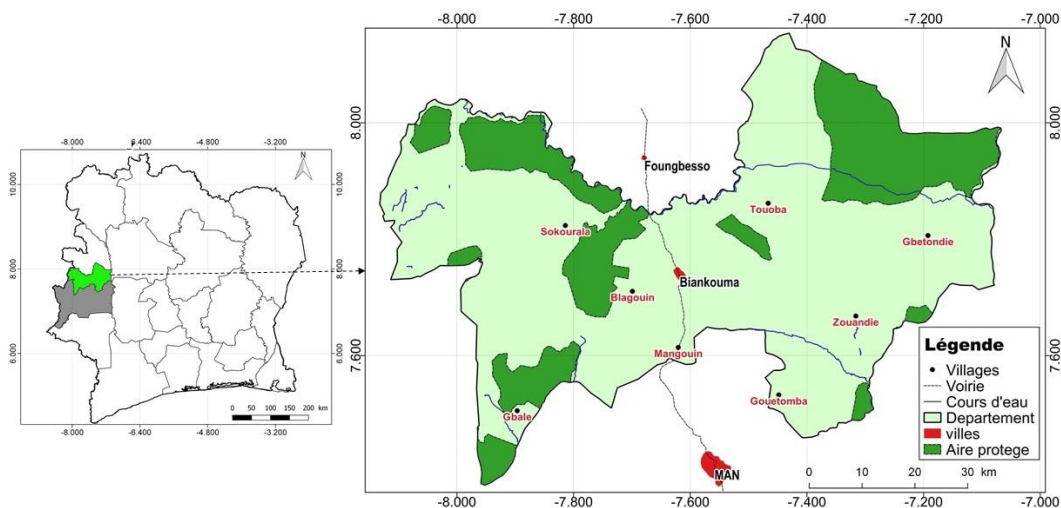 -8.000 -7.800 -7.600 -7.400 -7.200 -7.000
N
8.000
7.600
Foungbesso
Touoba
Sokourala
Gbetondie
Biankouma
Blagouin
Zouandie
Mangouin
Gouetomba
Gbale
MAN
Légende
Villages
Voirie
Cours d'eau
Departement
villes
Aire protege
0 10 20 30 km
-8.000 -7.800 -7.600 -7.400 -7.200 -7.000
-8.000 -6.400 -4.800 -3.200
N
10.000 10.000
8.000 8.000
6.000 6.000
0 50 100 150 200 km
-8.000 -6.400 -4.800 -3.200